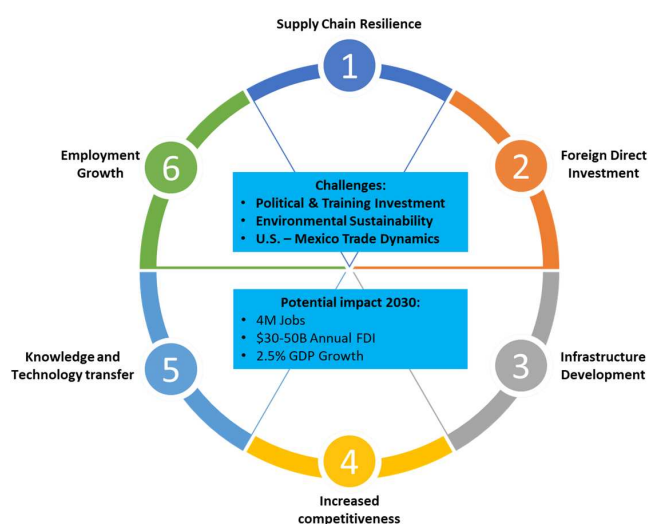 Supply Chain Resilience
1
Foreign Direct
Investment
2
Infrastructure
Development
3
4
Increased
competitiveness
5
Knowledge and
Technology transfer
6
Employment
Growth
Challenges:
• Political & Training Investment
• Environmental Sustainability
• U.S. – Mexico Trade Dynamics
Potential impact 2030:
• 4M Jobs
• $30-50B Annual FDI
• 2.5% GDP Growth